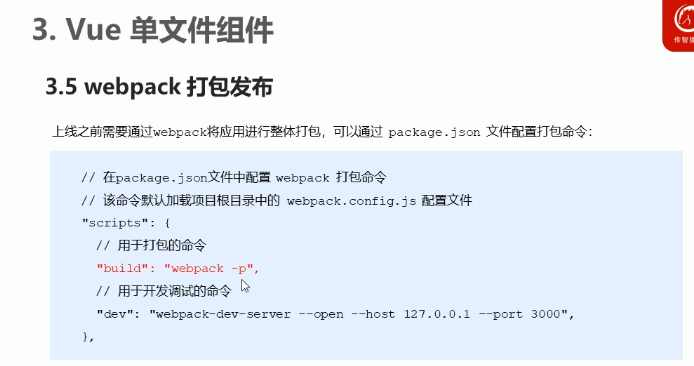 3. Vue 单文件组件
传智播
3.5 webpack 打包发布
上线之前需要通过webpack将应用进行整体打包，可以通过 package.json 文件配置打包命令：
// 在package.json文件中配置 webpack 打包命令
// 该命令默认加载项目根目录中的 webpack.config.js 配置文件
"scripts": {
// 用于打包的命令
"build": "webpack -p",
// 用于开发调试的命令
"dev": "webpack-dev-server --open --host 127.0.0.1 --port 3000",
},